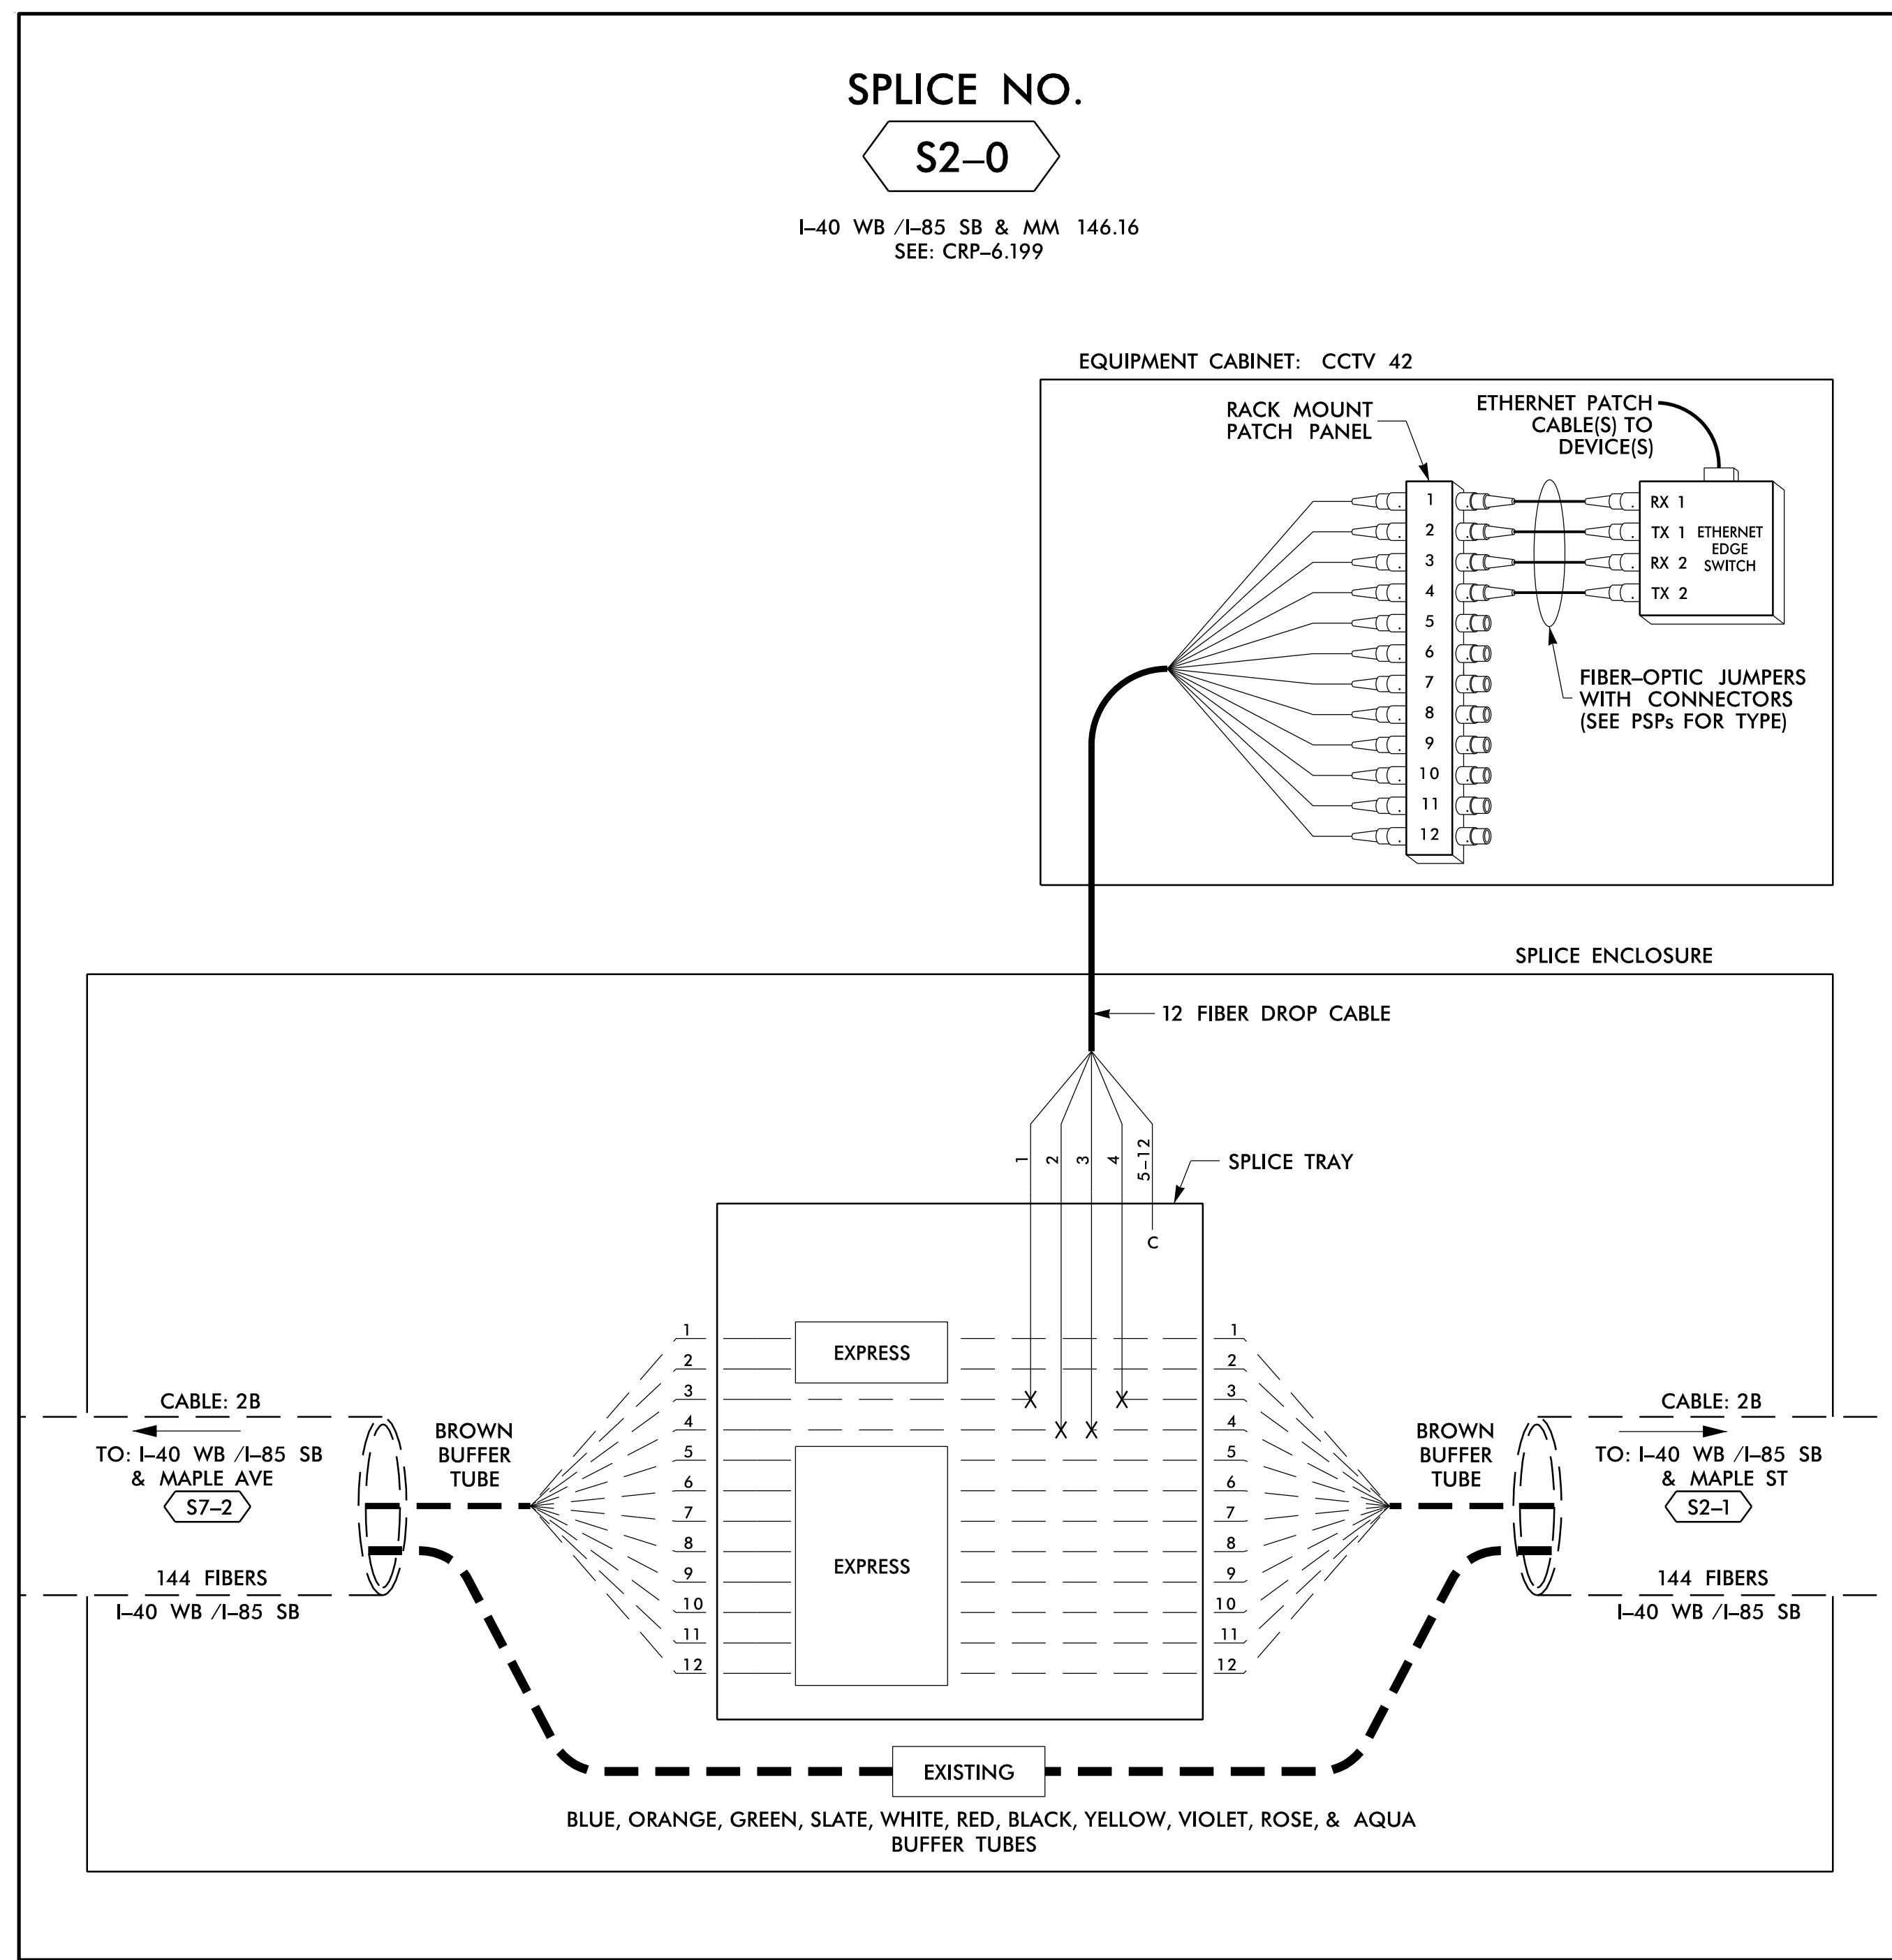 SPLICE NO.
S2–0
I–40 WB /I–85 SB & MM 146.16
SEE: CRP–6.199
EQUIPMENT CABINET: CCTV 42
RACK MOUNT
PATCH PANEL
ETHERNET PATCH
CABLE(S) TO
DEVICE(S)
1
2
3
4
5
6
7
8
9
10
11
12
RX 1
TX 1
RX 2
TX 2
ETHERNET
EDGE
SWITCH
FIBER–OPTIC JUMPERS
WITH CONNECTORS
(SEE PSPs FOR TYPE)
SPLICE ENCLOSURE
12 FIBER DROP CABLE
1
2
3
4
5–12
SPLICE TRAY
C
CABLE: 2B
TO: I–40 WB /I–85 SB
& MAPLE AVE
S7–2
144 FIBERS
I–40 WB /I–85 SB
BROWN
BUFFER
TUBE
1
2
3
4
5
6
7
8
9
10
11
12
EXPRESS
EXPRESS
1
2
3
4
5
6
7
8
9
10
11
12
BROWN
BUFFER
TUBE
CABLE: 2B
TO: I–40 WB /I–85 SB
& MAPLE ST
S2–1
144 FIBERS
I–40 WB /I–85 SB
EXISTING
BLUE, ORANGE, GREEN, SLATE, WHITE, RED, BLACK, YELLOW, VIOLET, ROSE, & AQUA
BUFFER TUBES